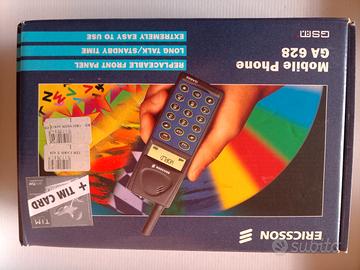 GSM
Mobile Phone
GA 628
REPLACEABLE FRONT PANEL
LONG TALK/STANDBY TIME
EXTREMELY EASY TO USE
+ TIM CARD
TIM
ERICSSON
subito